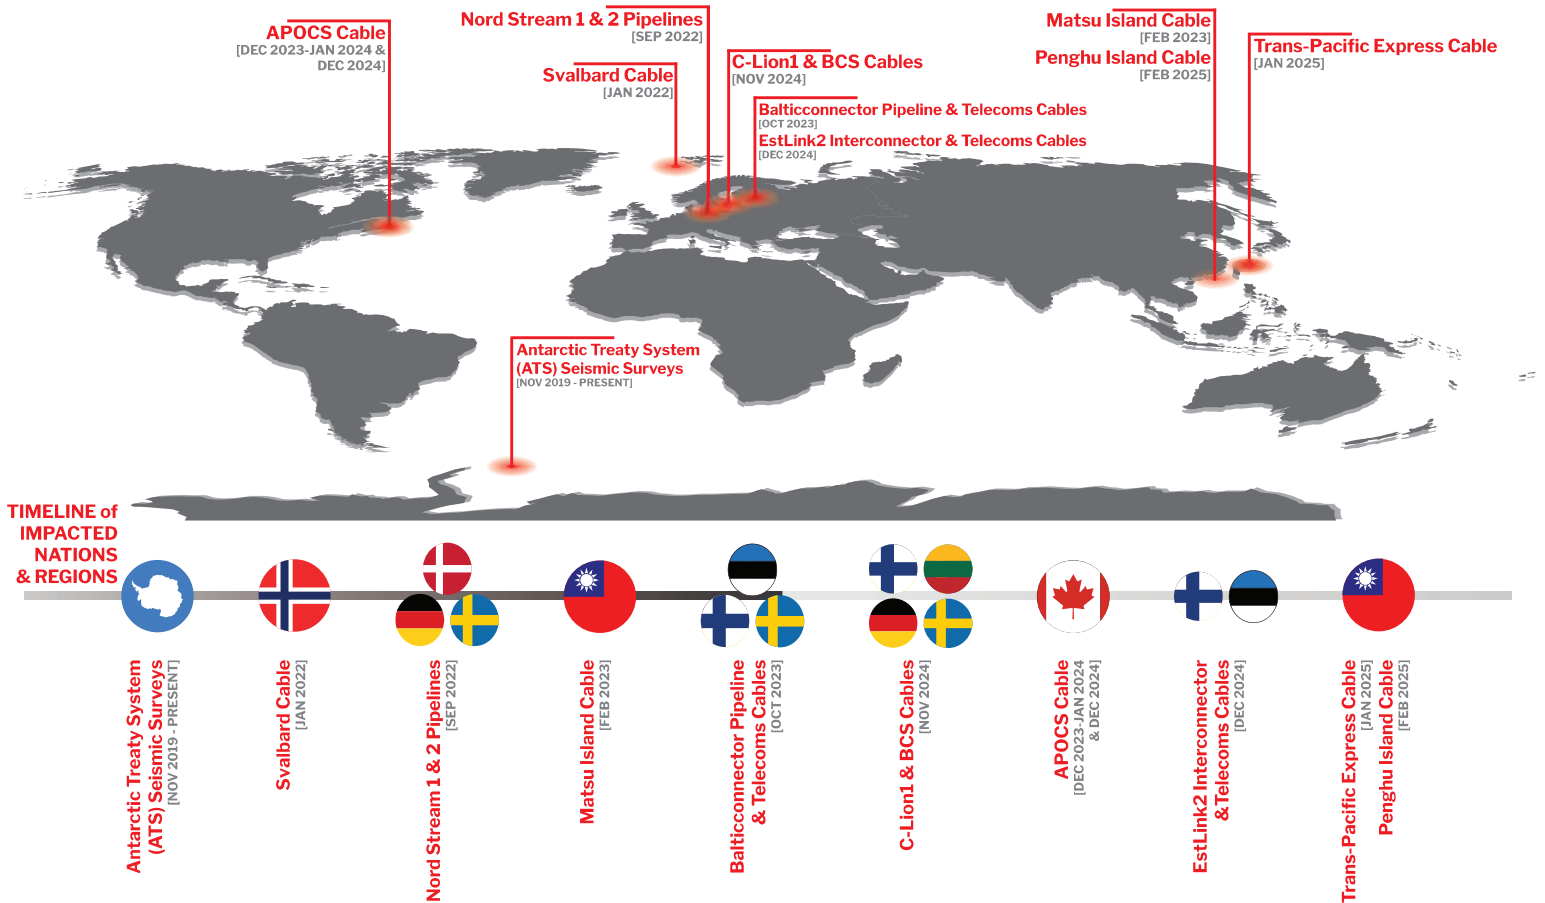 APOCS Cable
[DEC 2023-JAN 2024 &
DEC 2024]
Nord Stream 1 & 2 Pipelines
[SEP 2022]
Svalbard Cable
[JAN 2022]
C-Lion1 & BCS Cables
[NOV 2024]
Balticconnector Pipeline & Telecoms Cables
[OCT 2023]
EstLink2 Interconnector & Telecoms Cables
[DEC 2024]
Matsu Island Cable
[FEB 2023]
Penghu Island Cable
[FEB 2025]
Trans-Pacific Express Cable
[JAN 2025]
Antarctic Treaty System
(ATS) Seismic Surveys
[NOV 2019 - PRESENT]
TIMELINE of
IMPACTED
NATIONS
& REGIONS
Antarctic Treaty System
(ATS) Seismic Surveys
[NOV 2019 - PRESENT]
Svalbard Cable
[JAN 2022]
Nord Stream 1 & 2 Pipelines
[SEP 2022]
Matsu Island Cable
[FEB 2023]
Balticconnector Pipeline
& Telecoms Cables
[OCT 2023]
C-Lion1 & BCS Cables
[NOV 2024]
APOCS Cable
[DEC 2023-JAN 2024
& DEC 2024]
EstLink2 Interconnector
& Telecoms Cables
[DEC 2024]
Trans-Pacific Express Cable
[JAN 2025]
Penghu Island Cable
[FEB 2025]